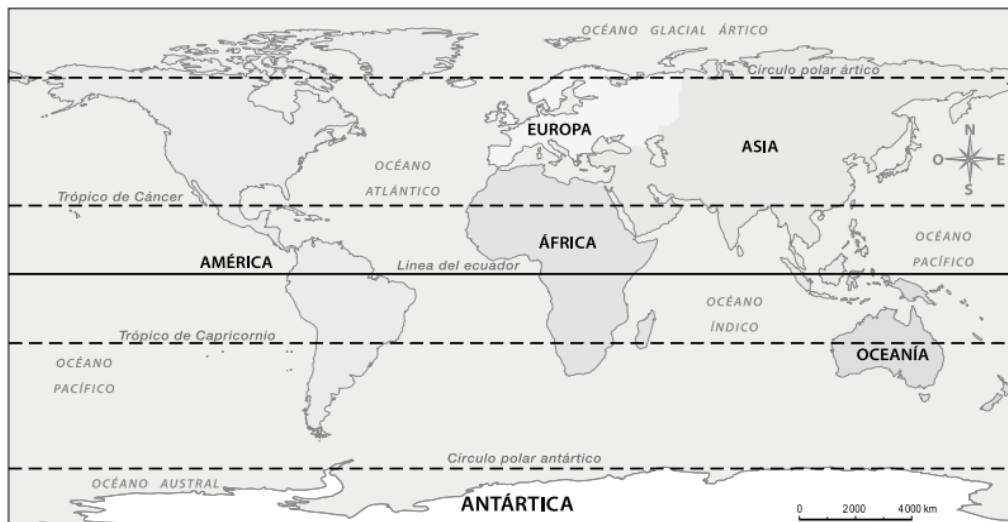 OCÉANO GLACIAL ÁRTICO
Círculo polar ártico
EUROPA
ASIA
N
O
E
S
OCÉANO
ATLÁNTICO
Trópico de Cáncer
ÁFRICA
OCÉANO
PACÍFICO
AMÉRICA
Línea del ecuador
OCÉANO
ÍNDICO
Trópico de Capricornio
OCEANÍA
OCÉANO
PACÍFICO
Círculo polar antártico
OCÉANO AUSTRAL
ANTÁRTICA
0 2000 4000 km